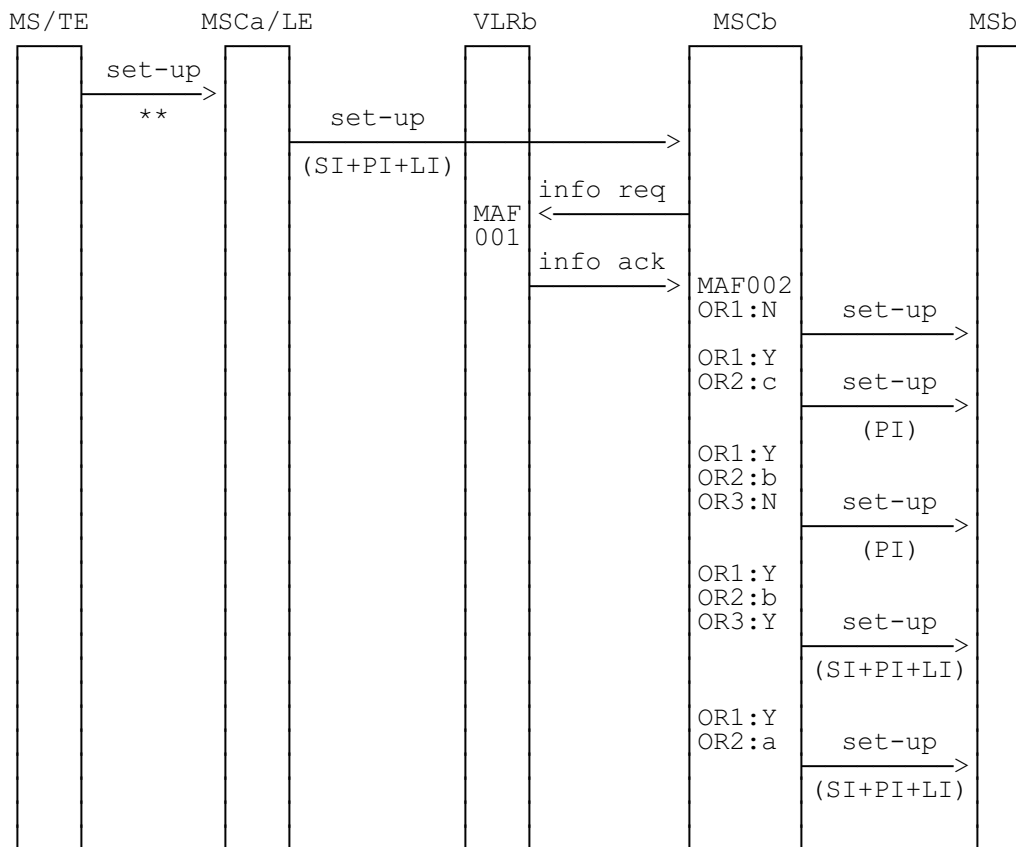 MS/TE MSCa/LE VLRb MSCb MSb
set-up
**
set-up
(SI+PI+LI)
info req
MAF
001
info ack
MAF002
OR1:N set-up
OR1:Y
OR2:c set-up
(PI)
OR1:Y
OR2:b
OR3:N set-up
(PI)
OR1:Y
OR2:b
OR3:Y set-up
(SI+PI+LI)
OR1:Y
OR2:a set-up
(SI+PI+LI)